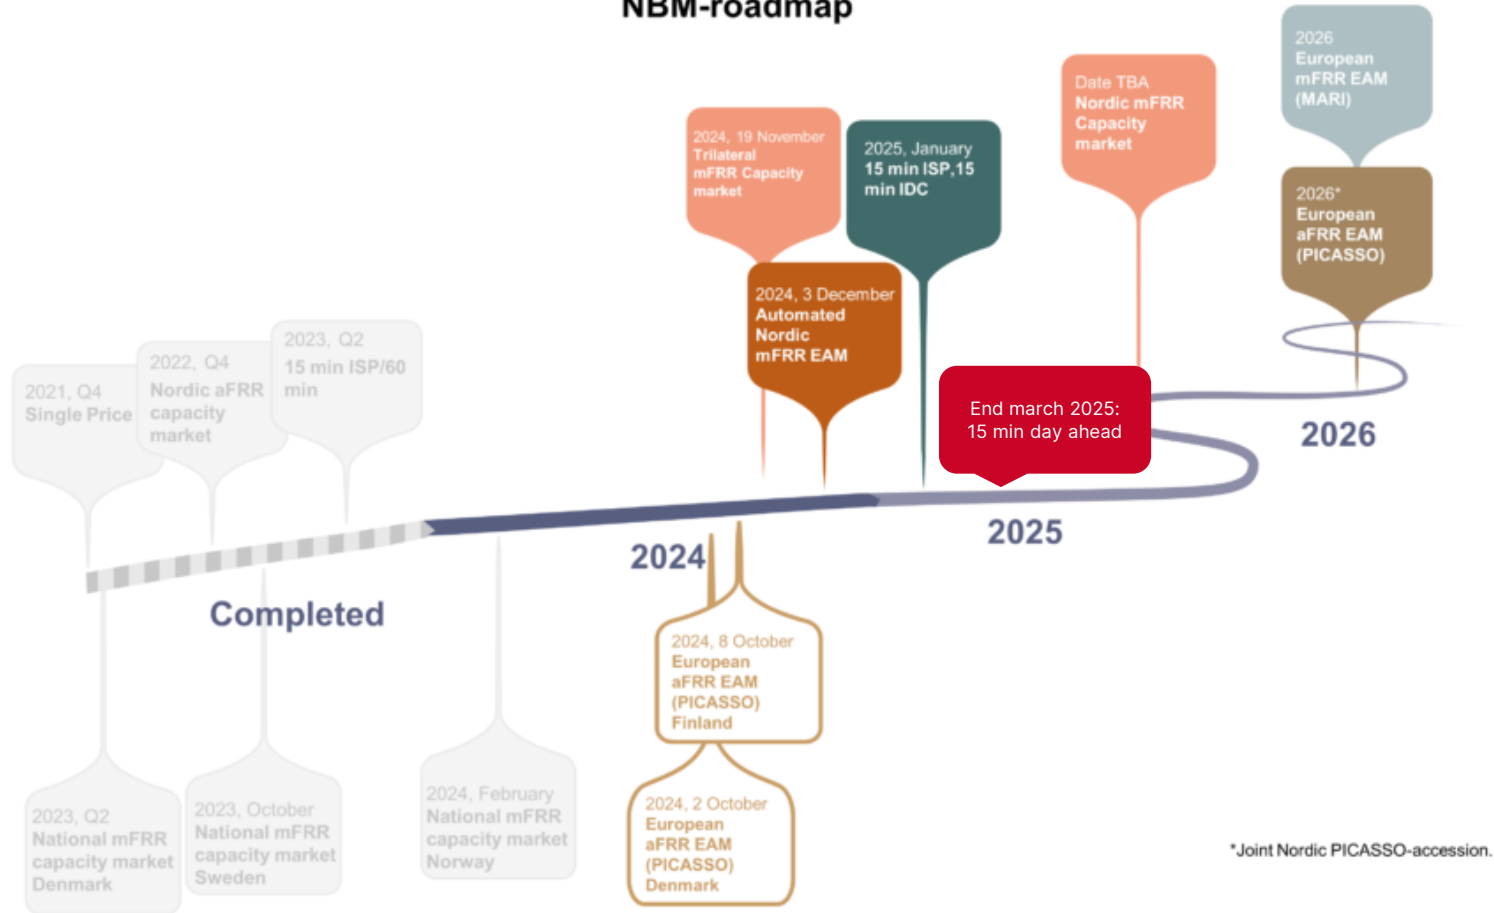 NBM-roadmap
2021, Q4
Single Price
2022, Q4
Nordic aFRR
capacity
market
2023, Q2
15 min ISP/60
min
2024, 19 November
Trilateral
mFRR Capacity
market
2024, 3 December
Automated
Nordic
mFRR EAM
2025, January
15 min ISP,15
min IDC
End march 2025:
15 min day ahead
Date TBA
Nordic mFRR
Capacity
market
2026
European
mFRR EAM
(MARI)
2026*
European
aFRR EAM
(PICASSO)
Completed
2024
2025
2026
2023, Q2
National mFRR
capacity market
Denmark
2023, October
National mFRR
capacity market
Sweden
2024, February
National mFRR
capacity market
Norway
2024, 8 October
European
aFRR EAM
(PICASSO)
Finland
2024, 2 October
European
aFRR EAM
(PICASSO)
Denmark
*Joint Nordic PICASSO-accession.